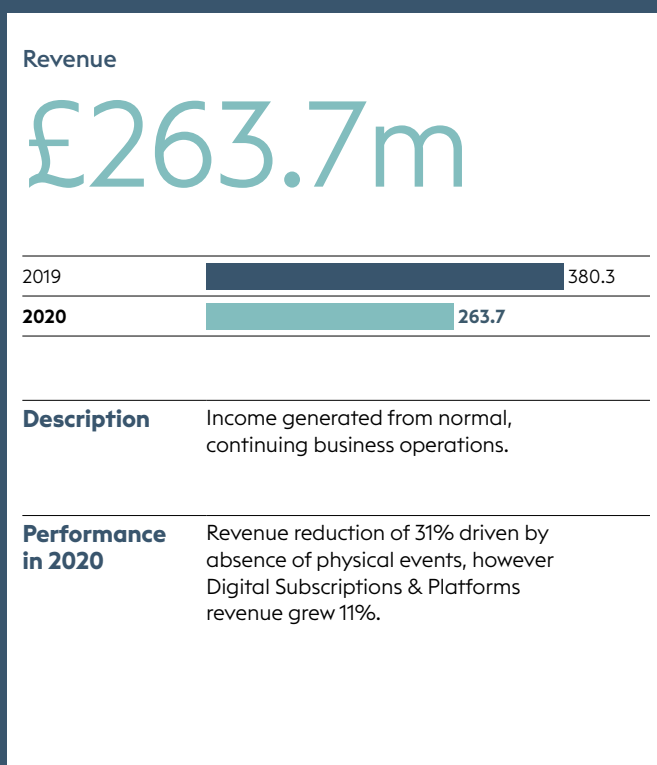 Revenue
£263.7m
2019 380.3
2020 263.7
Description
Income generated from normal,
continuing business operations.
Performance
in 2020
Revenue reduction of 31% driven by
absence of physical events, however
Digital Subscriptions & Platforms
revenue grew 11%.